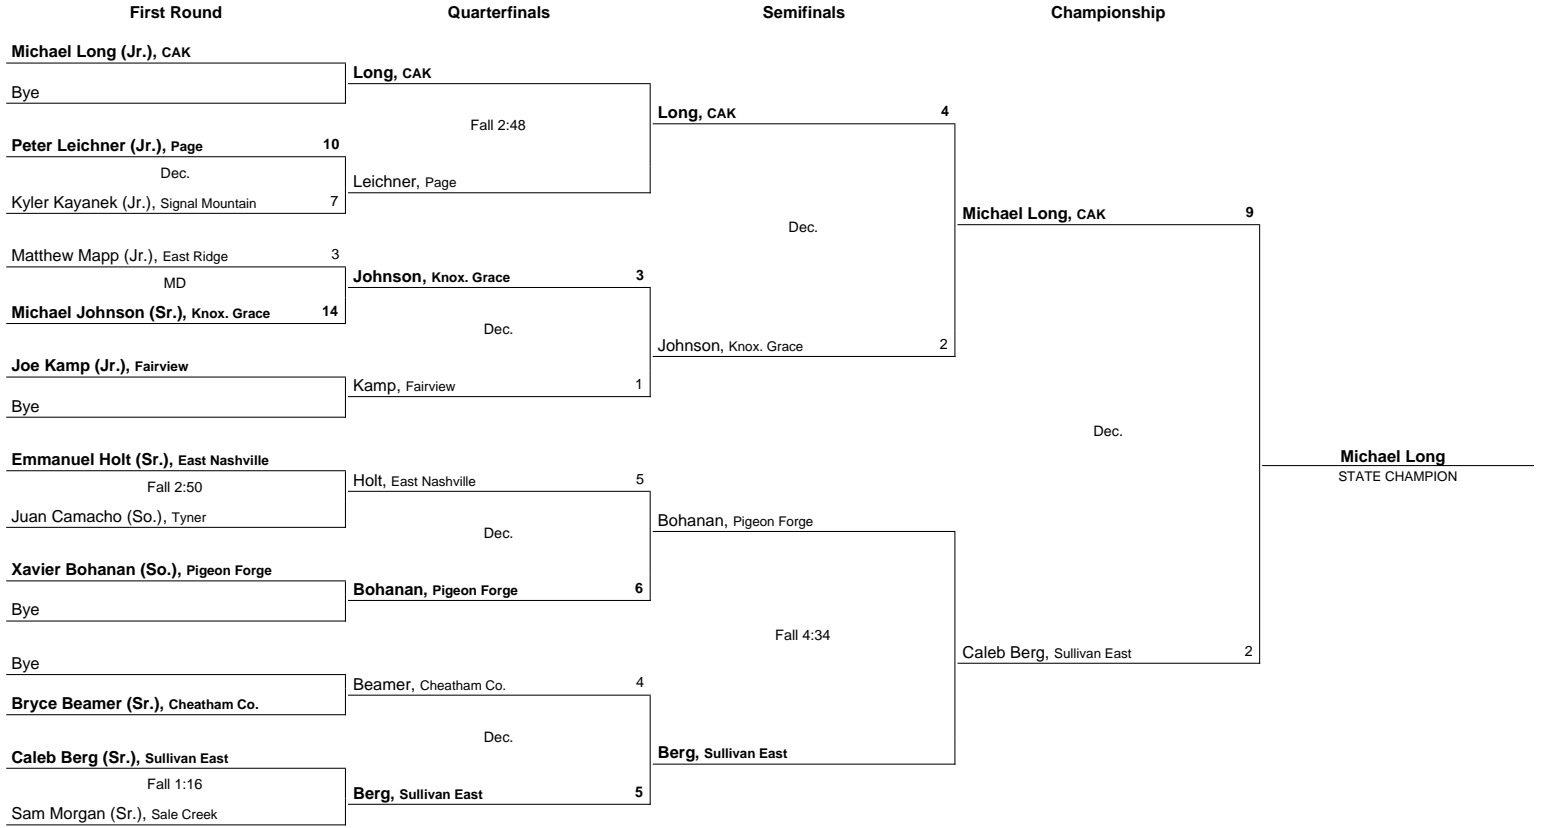 First Round
Quarterfinals
Semifinals
Championship
Michael Long (Jr.), CAK
Bye
Peter Leichner (Jr.), Page 10
Dec.
Kyler Kayanek (Jr.), Signal Mountain 7
Matthew Mapp (Jr.), East Ridge 3
MD
Michael Johnson (Sr.), Knox. Grace 14
Joe Kamp (Jr.), Fairview
Bye
Emmanuel Holt (Sr.), East Nashville
Fall 2:50
Juan Camacho (So.), Tyner
Xavier Bohanan (So.), Pigeon Forge
Bye
Bye
Bryce Beamer (Sr.), Cheatham Co.
Caleb Berg (Sr.), Sullivan East
Fall 1:16
Sam Morgan (Sr.), Sale Creek
Long, CAK
Fall 2:48
Leichner, Page
Johnson, Knox. Grace 3
Dec.
Kamp, Fairview 1
Holt, East Nashville 5
Dec.
Bohanan, Pigeon Forge 6
Beamer, Cheatham Co. 4
Dec.
Berg, Sullivan East 5
Long, CAK 4
Dec.
Johnson, Knox. Grace 2
Bohanan, Pigeon Forge
Fall 4:34
Berg, Sullivan East
Michael Long, CAK 9
Dec.
Caleb Berg, Sullivan East 2
Michael Long
STATE CHAMPION